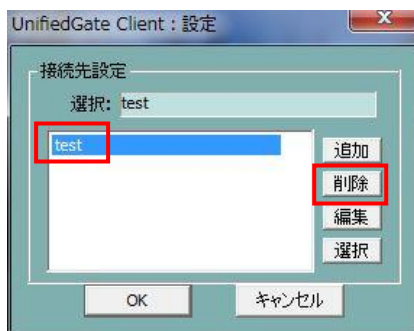 UnifiedGate Client : 設定
接続先設定
選択: test
test
追加
削除
編集
選択
OK
キャンセル